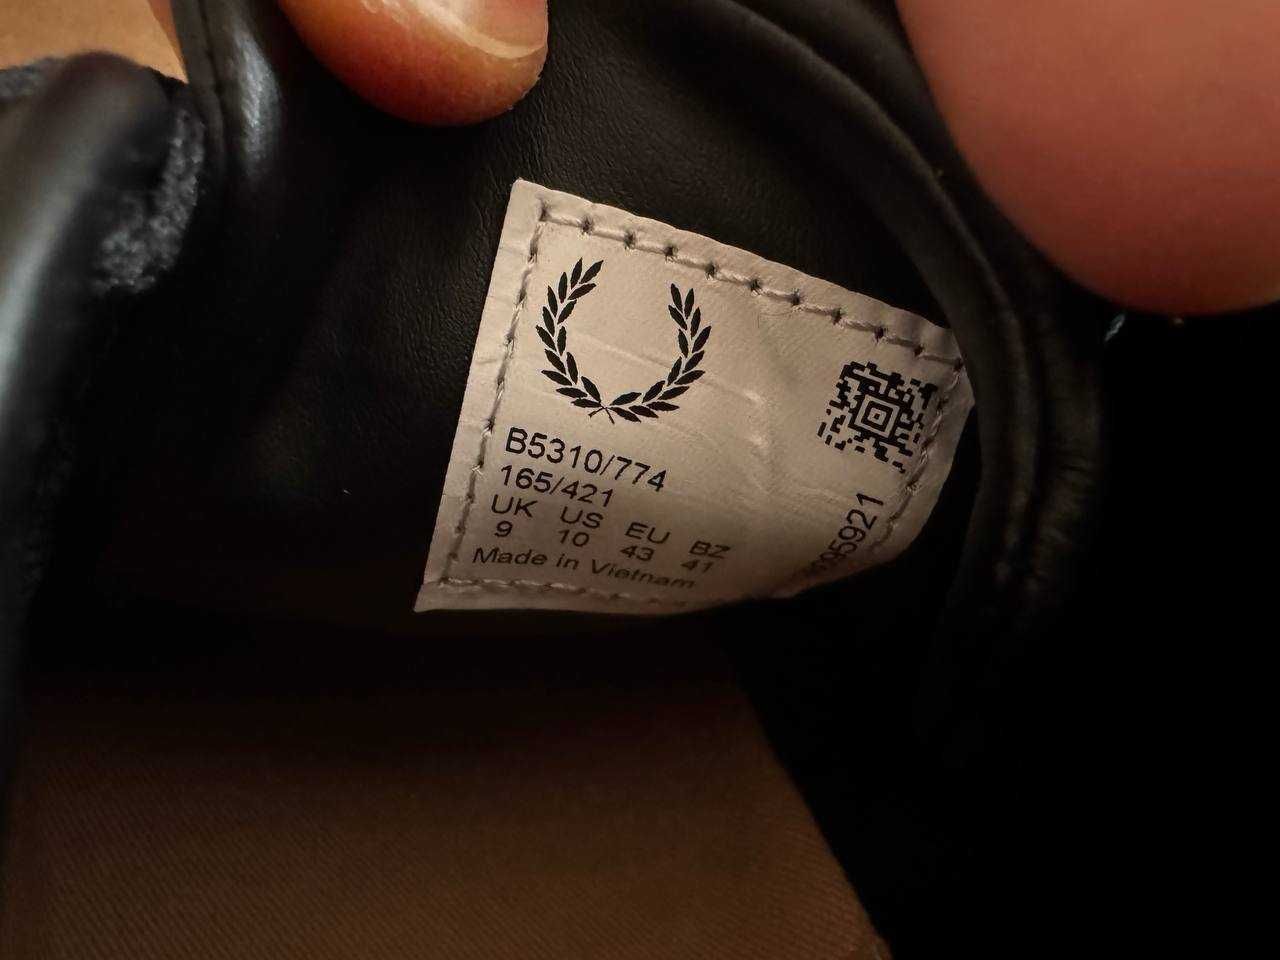 B5310/774
165/421
UK US EU BZ
9 10 43 41
Made in Vietnam